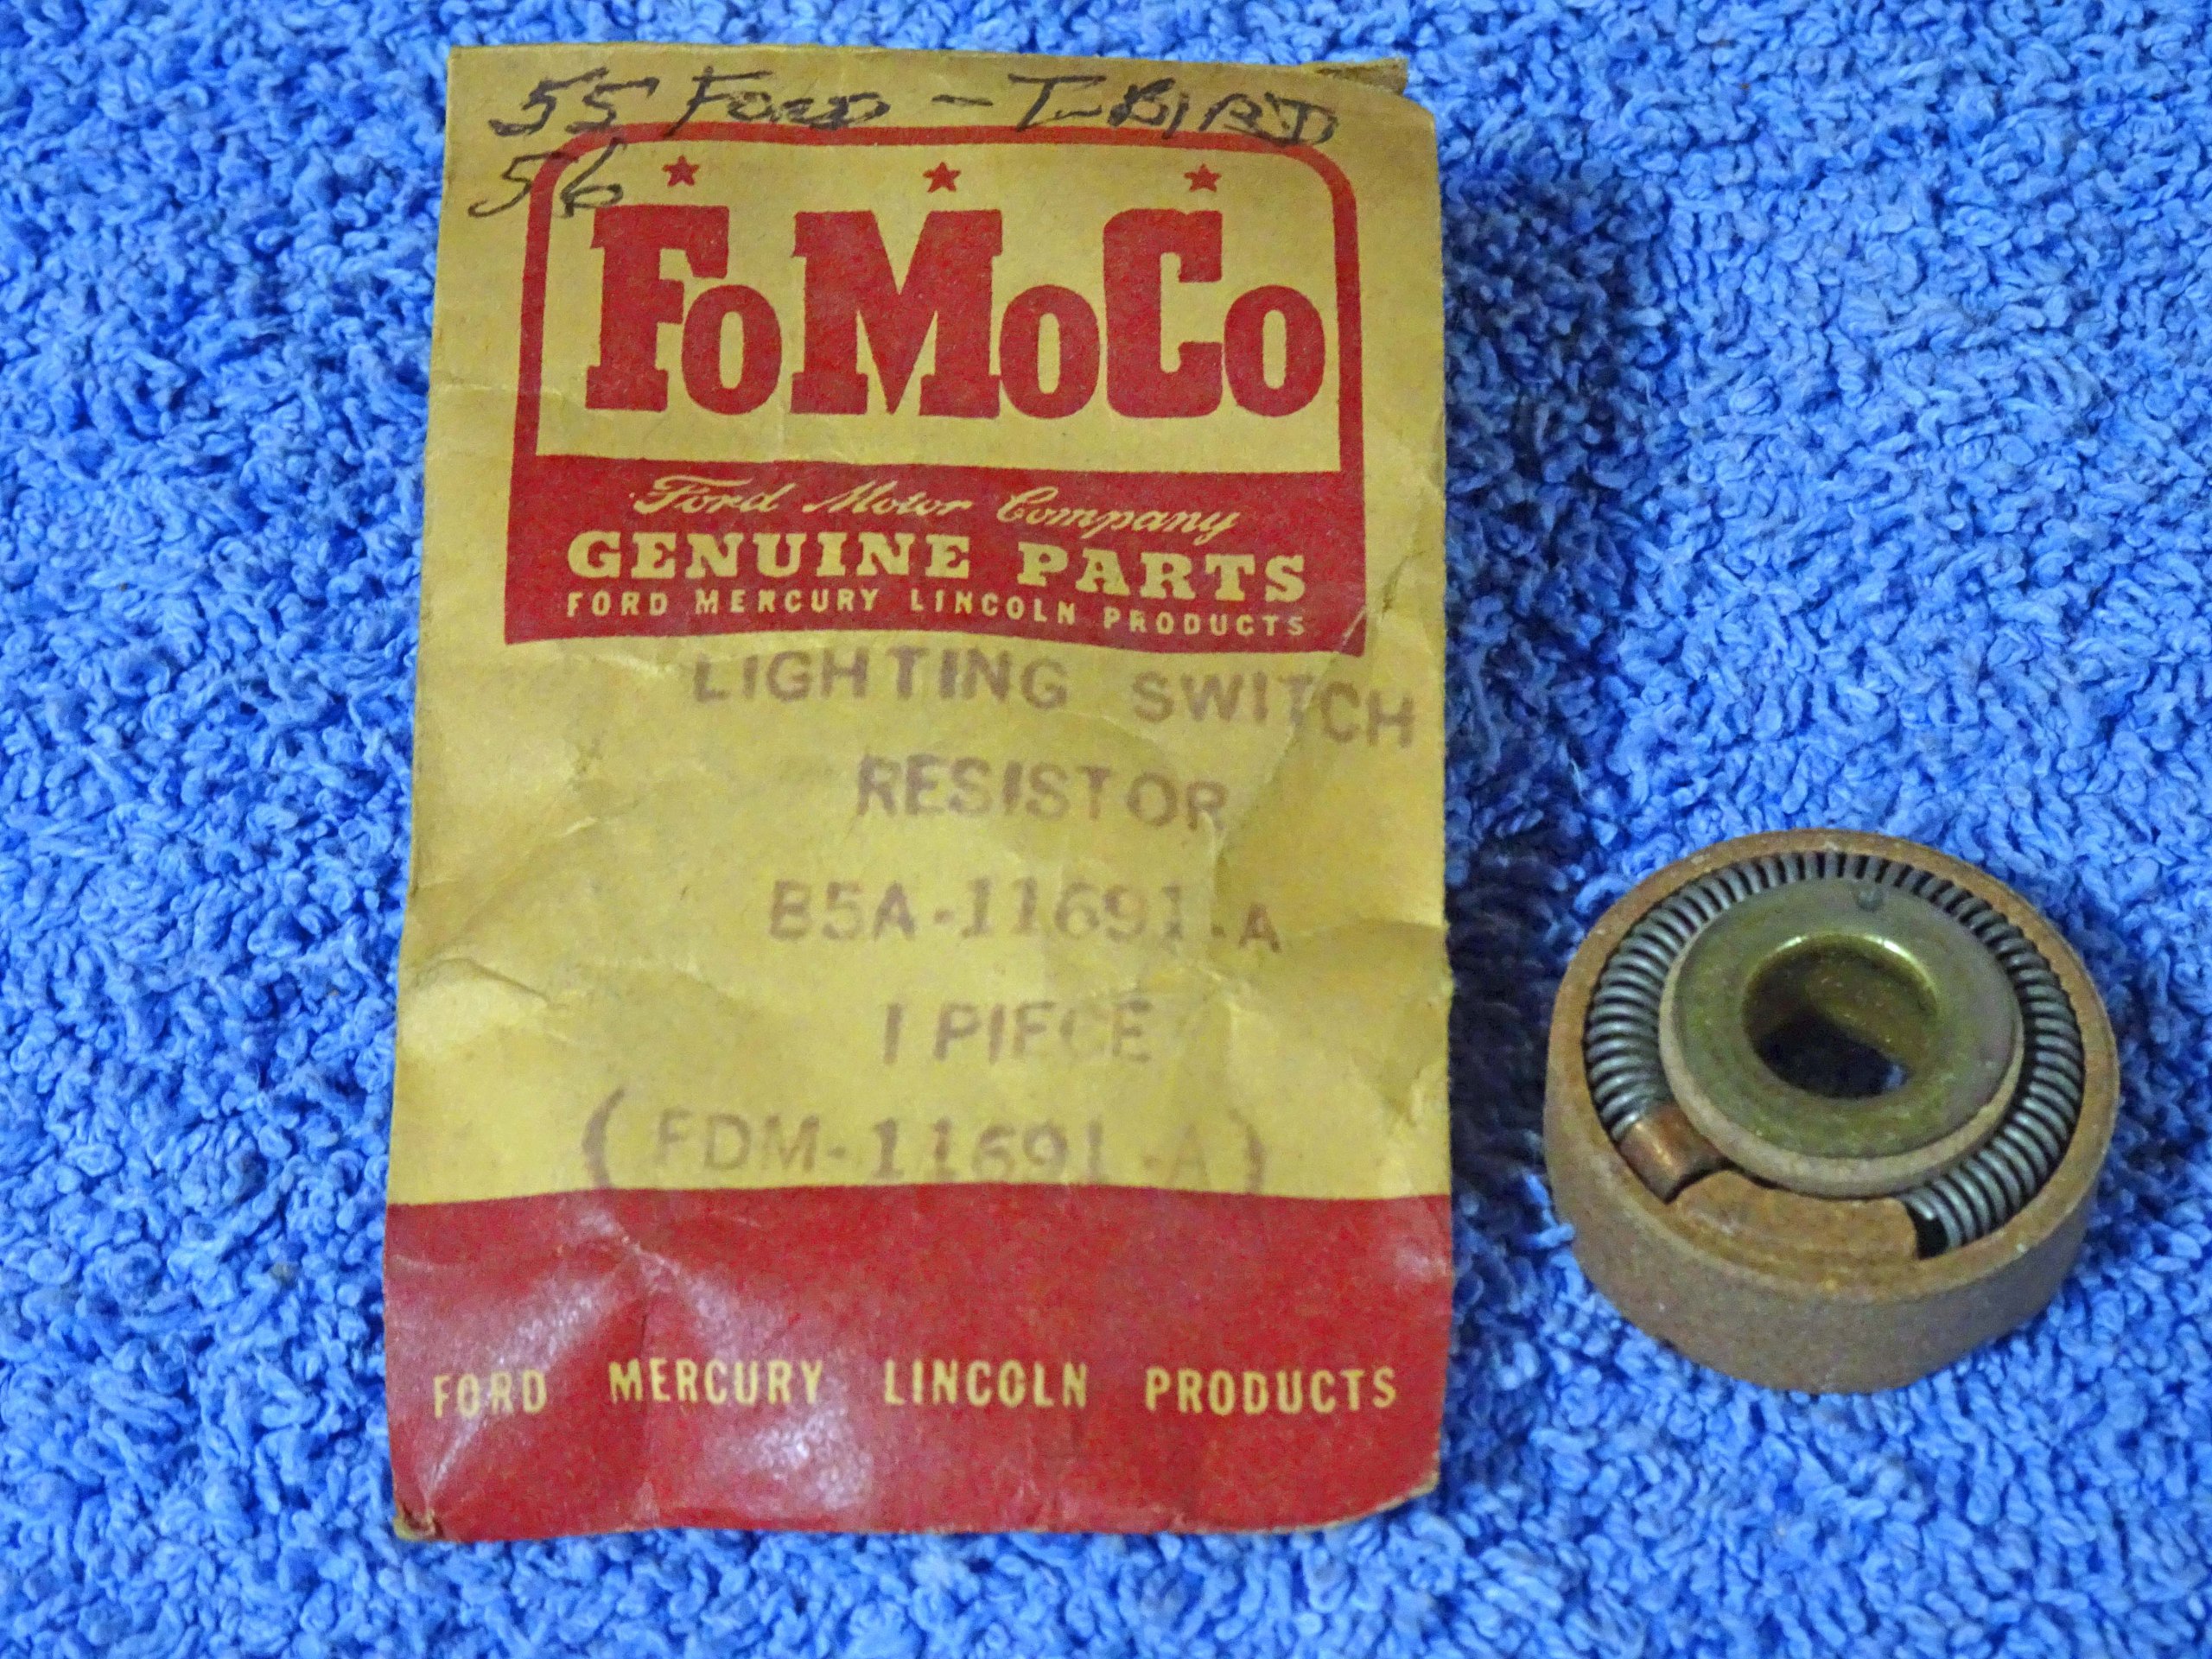 55 Ford - T-BIRD
56
FoMoCo
Ford Motor Company
GENUINE PARTS
FORD MERCURY LINCOLN PRODUCTS
LIGHTING SWITCH
RESISTOR
B5A-11691-A
1 PIECE
(FDM-11691-A)
FORD MERCURY LINCOLN PRODUCTS